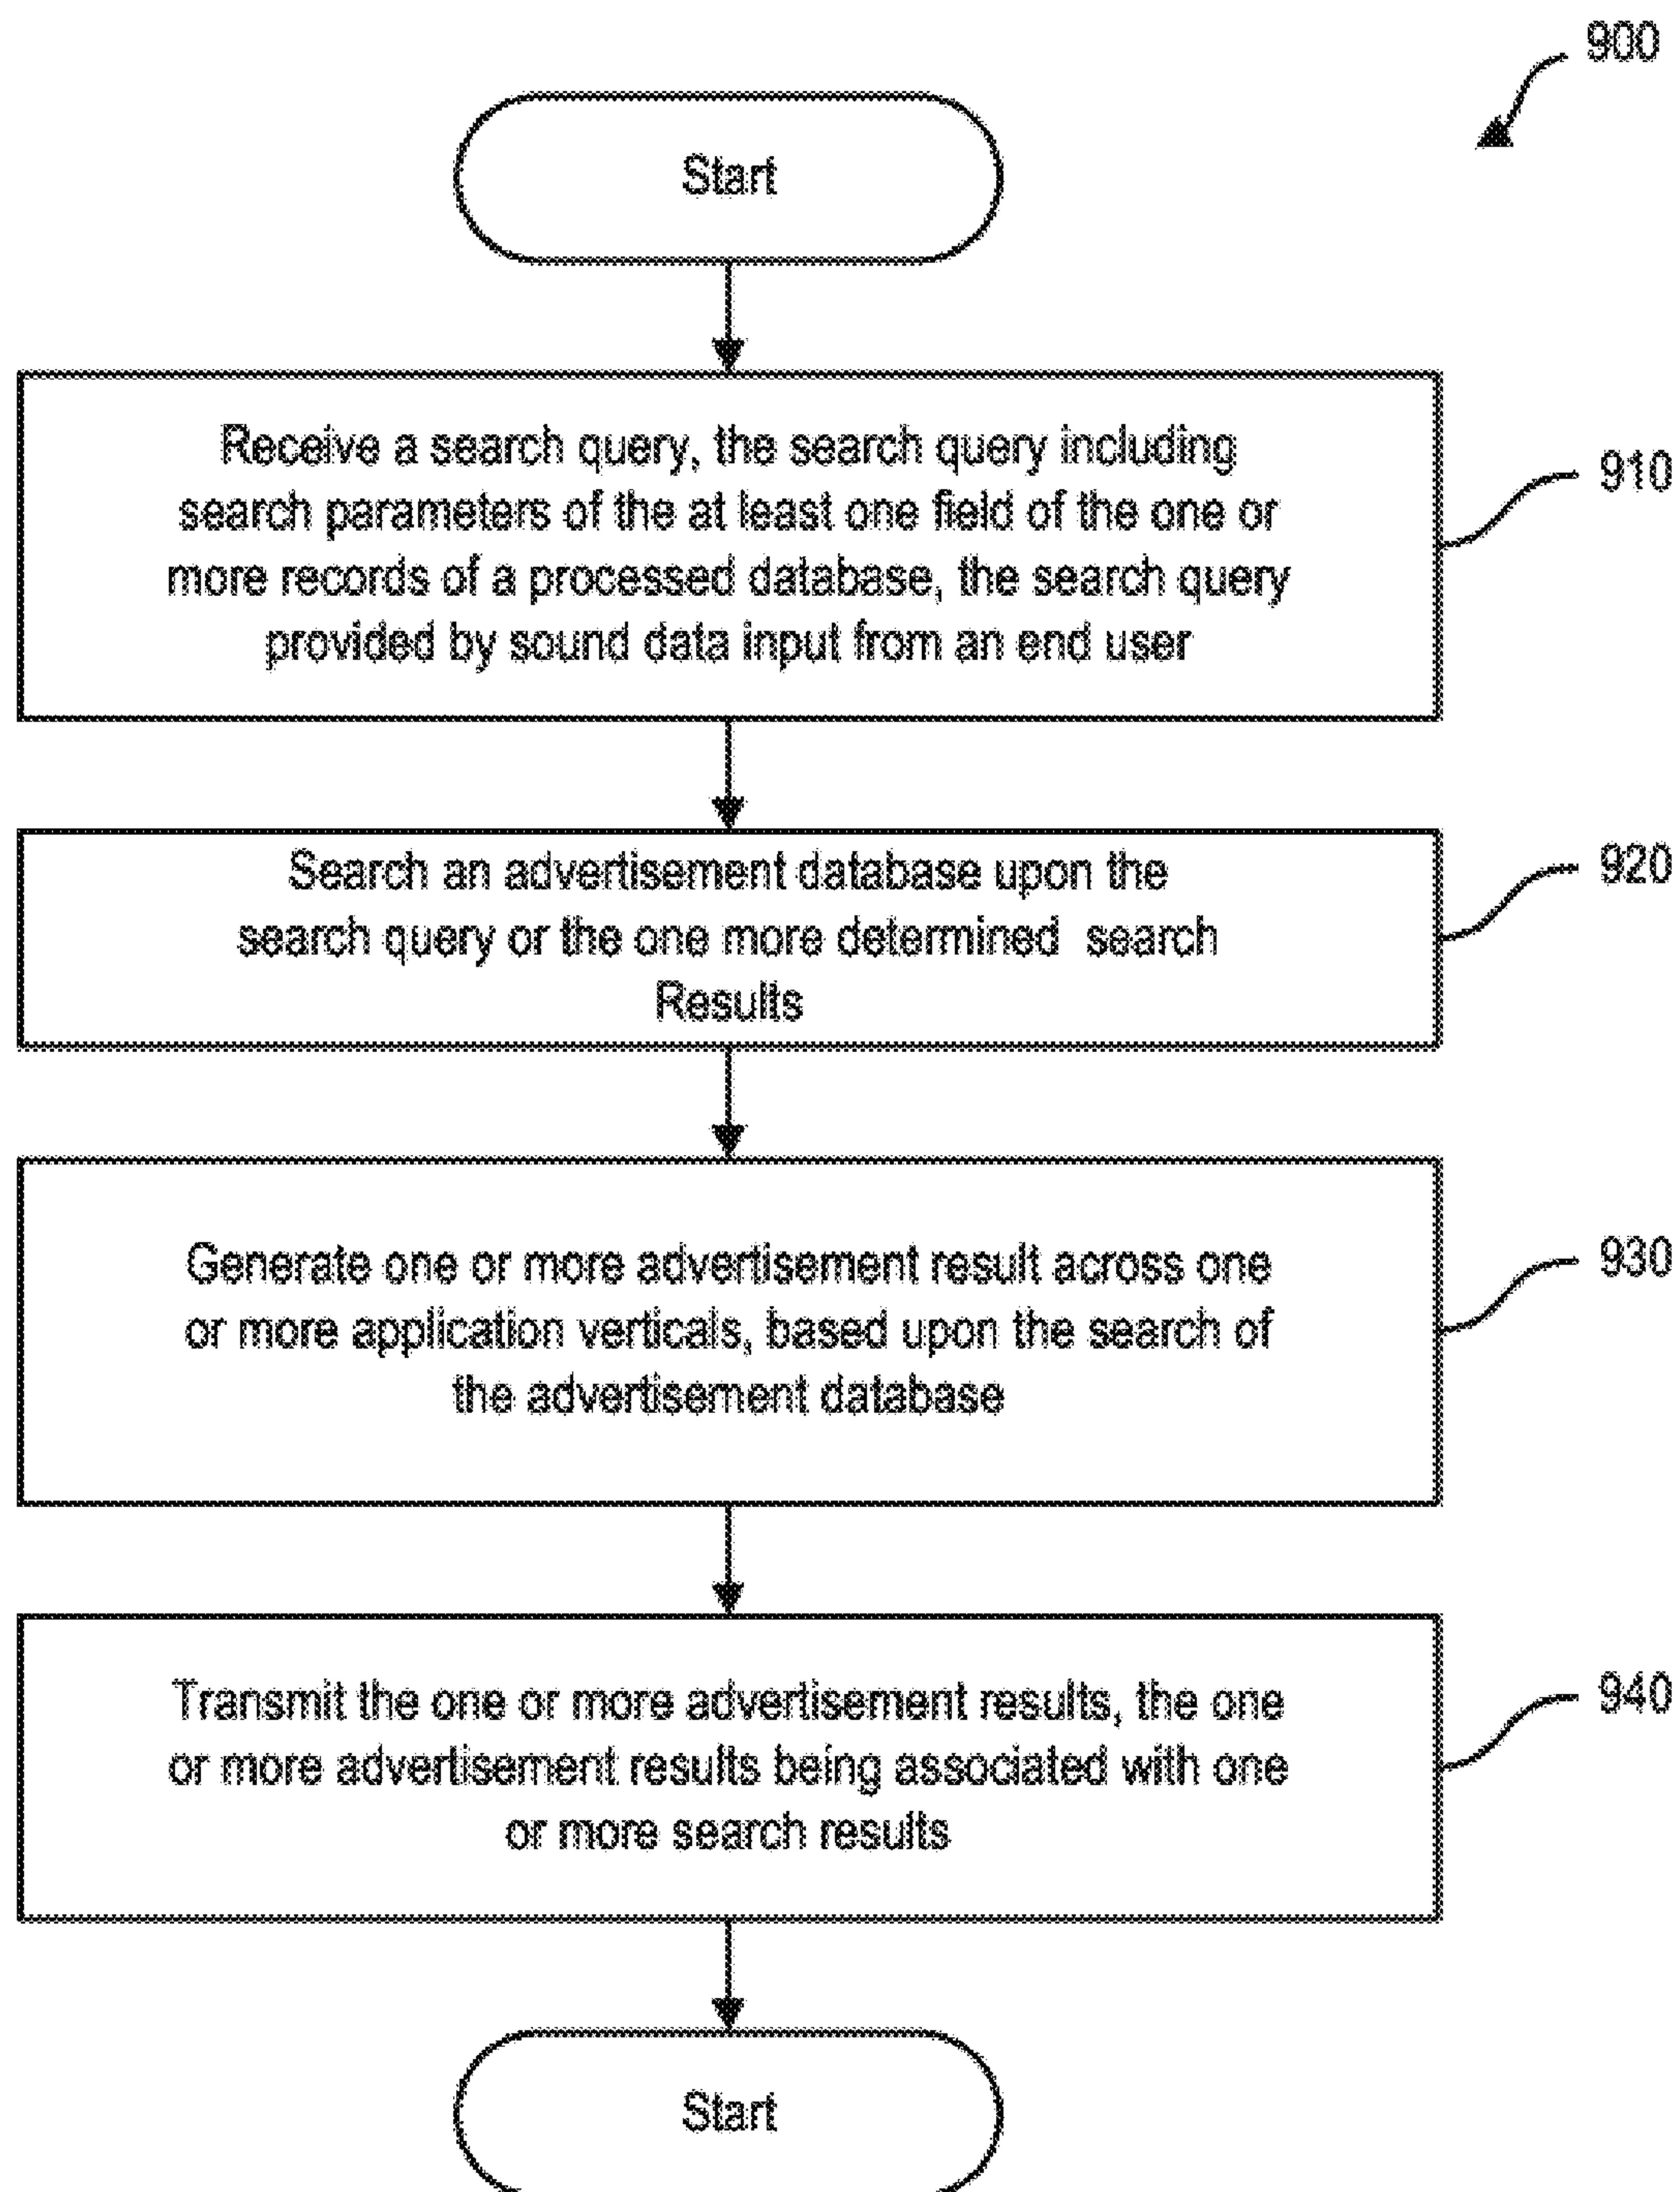 900
Start
Receive a search query, the search query including
search parameters of the at least one field of the one or
more records of a processed database, the search query
provided by sound data input from an end user
910
Search an advertisement database upon the
search query or the one more determined search
Results
920
Generate one or more advertisement result across one
or more application verticals, based upon the search of
the advertisement database
930
Transmit the one or more advertisement results, the one
or more advertisement results being associated with one
or more search results
940
Start